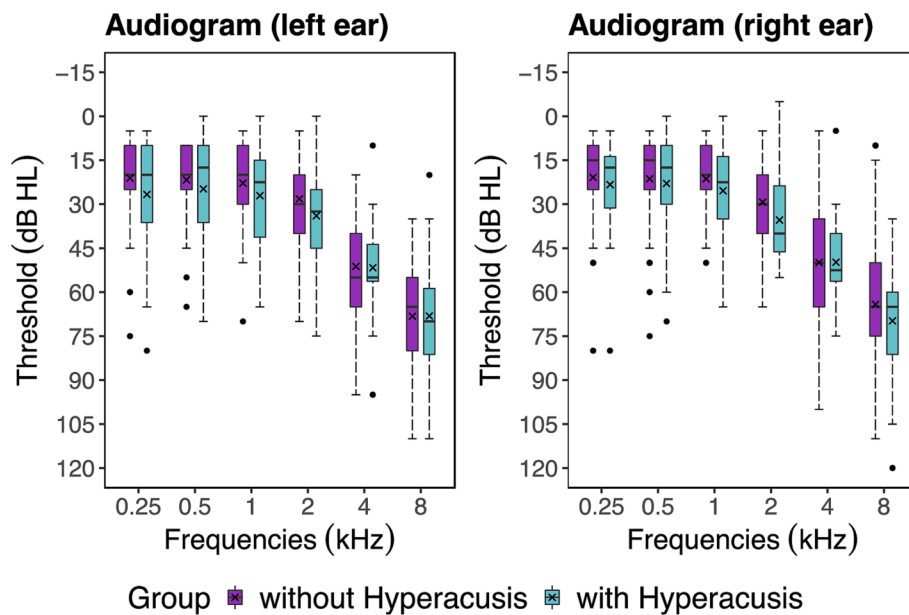 Audiogram (left ear)
Audiogram (right ear)
Threshold (dB HL)
−15
0
15
30
45
60
75
90
105
120
0.25 0.5 1 2 4 8
Frequencies (kHz)
Threshold (dB HL)
−15
0
15
30
45
60
75
90
105
120
0.25 0.5 1 2 4 8
Frequencies (kHz)
Group without Hyperacusis with Hyperacusis